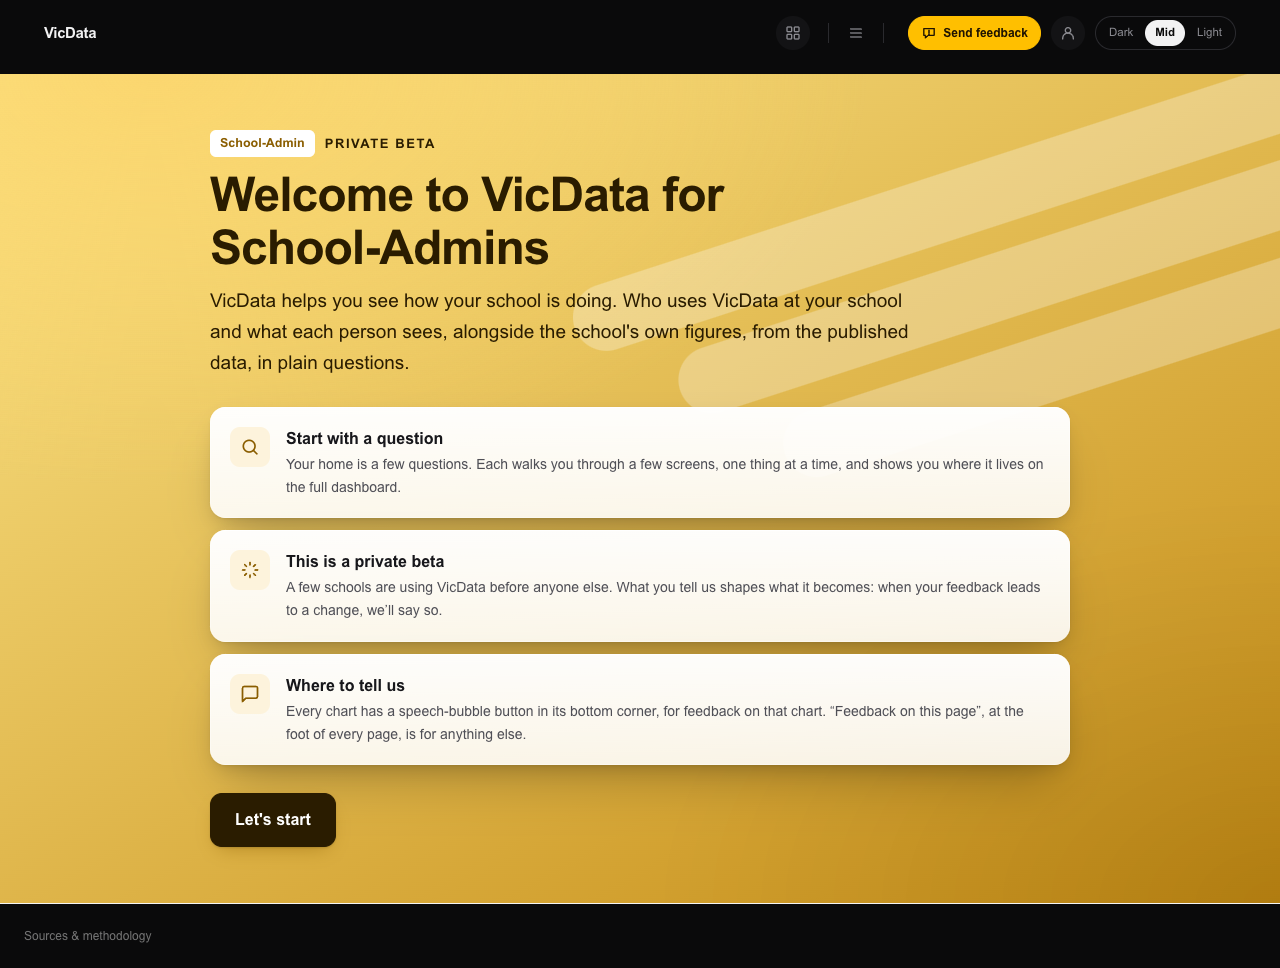 VicData
Send feedback
Dark
Mid
Light
School-Admin
PRIVATE BETA
Welcome to VicData for
School-Admins
VicData helps you see how your school is doing. Who uses VicData at your school
and what each person sees, alongside the school's own figures, from the published
data, in plain questions.
Start with a question
Your home is a few questions. Each walks you through a few screens, one thing at a time, and shows you where it lives on
the full dashboard.
This is a private beta
A few schools are using VicData before anyone else. What you tell us shapes what it becomes: when your feedback leads
to a change, we’ll say so.
Where to tell us
Every chart has a speech-bubble button in its bottom corner, for feedback on that chart. “Feedback on this page”, at the
foot of every page, is for anything else.
Let's start
Sources & methodology